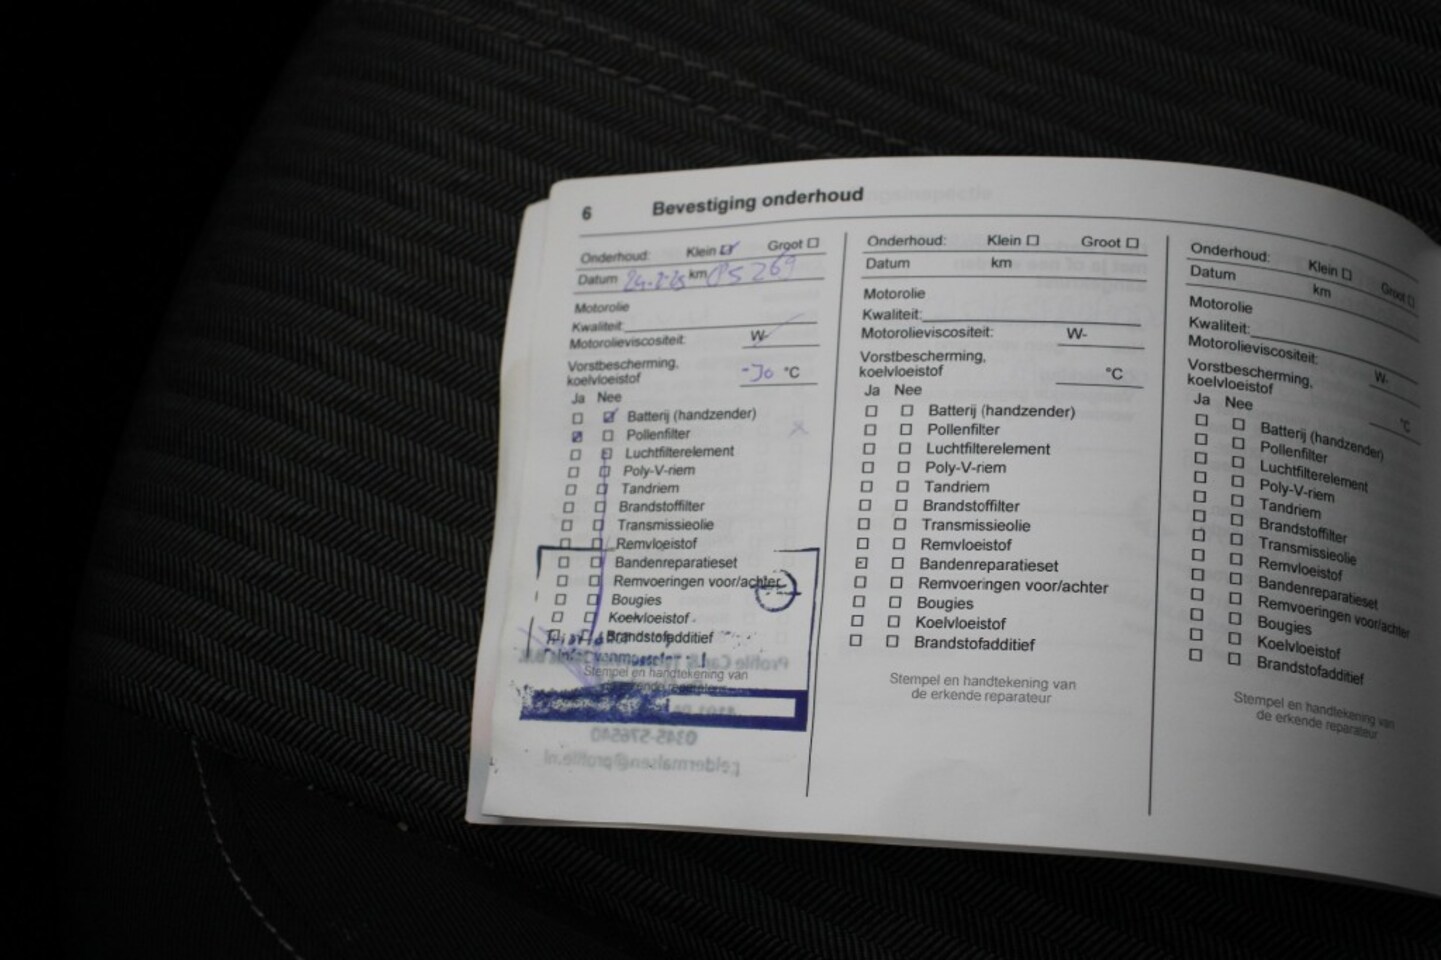 6 Bevestiging onderhoud
Onderhoud: Klein Groot
Datum km
Motorolie
Kwaliteit:
Motorolieviscositeit: W-
Vorstbescherming,
koelvloeistof -30 °C
Ja Nee
Batterij (handzender)
Pollenfilter
Luchtfilterelement
Poly-V-riem
Tandriem
Brandstoffilter
Transmissieolie
Remvloeistof
Bandenreparatieset
Remvoeringen voor/achter
Bougies
Koelvloeistof
Brandstofadditief
Stempel en handtekening van
0345-576540
geldermalsen@profile.nl
Onderhoud: Klein Groot
Datum km
Motorolie
Kwaliteit:
Motorolieviscositeit: W-
Vorstbescherming,
koelvloeistof °C
Ja Nee
Batterij (handzender)
Pollenfilter
Luchtfilterelement
Poly-V-riem
Tandriem
Brandstoffilter
Transmissieolie
Remvloeistof
Bandenreparatieset
Remvoeringen voor/achter
Bougies
Koelvloeistof
Brandstofadditief
Stempel en handtekening van
de erkende reparateur
Onderhoud: Klein Groot
Datum km
Motorolie
Kwaliteit:
Motorolieviscositeit: W-
Vorstbescherming,
koelvloeistof °C
Ja Nee
Batterij (handzender)
Pollenfilter
Luchtfilterelement
Poly-V-riem
Tandriem
Brandstoffilter
Transmissieolie
Remvloeistof
Bandenreparatieset
Remvoeringen voor/achter
Bougies
Koelvloeistof
Brandstofadditief
Stempel en handtekening van
de erkende reparateur